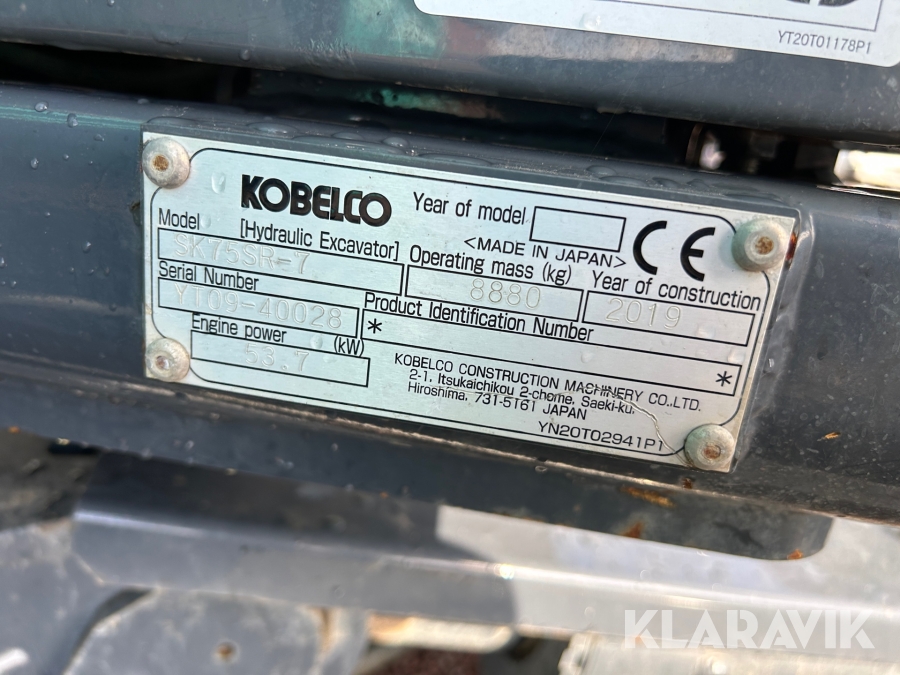 YT20T01178P1
KOBELCO
Year of model
[Hydraulic Excavator]
<MADE IN JAPAN>
CE
Model
SK75SR-7
Operating mass (kg)
8880
Year of construction
2019
Serial Number
YT09-40028
Product Identification Number
* *
Engine power (kW)
53.7
KOBELCO CONSTRUCTION MACHINERY CO.,LTD.
2-1, Itsukaichikou 2-chome, Saeki-ku,
Hiroshima, 731-5161 JAPAN
YN20T02941P1
KLARAVIK